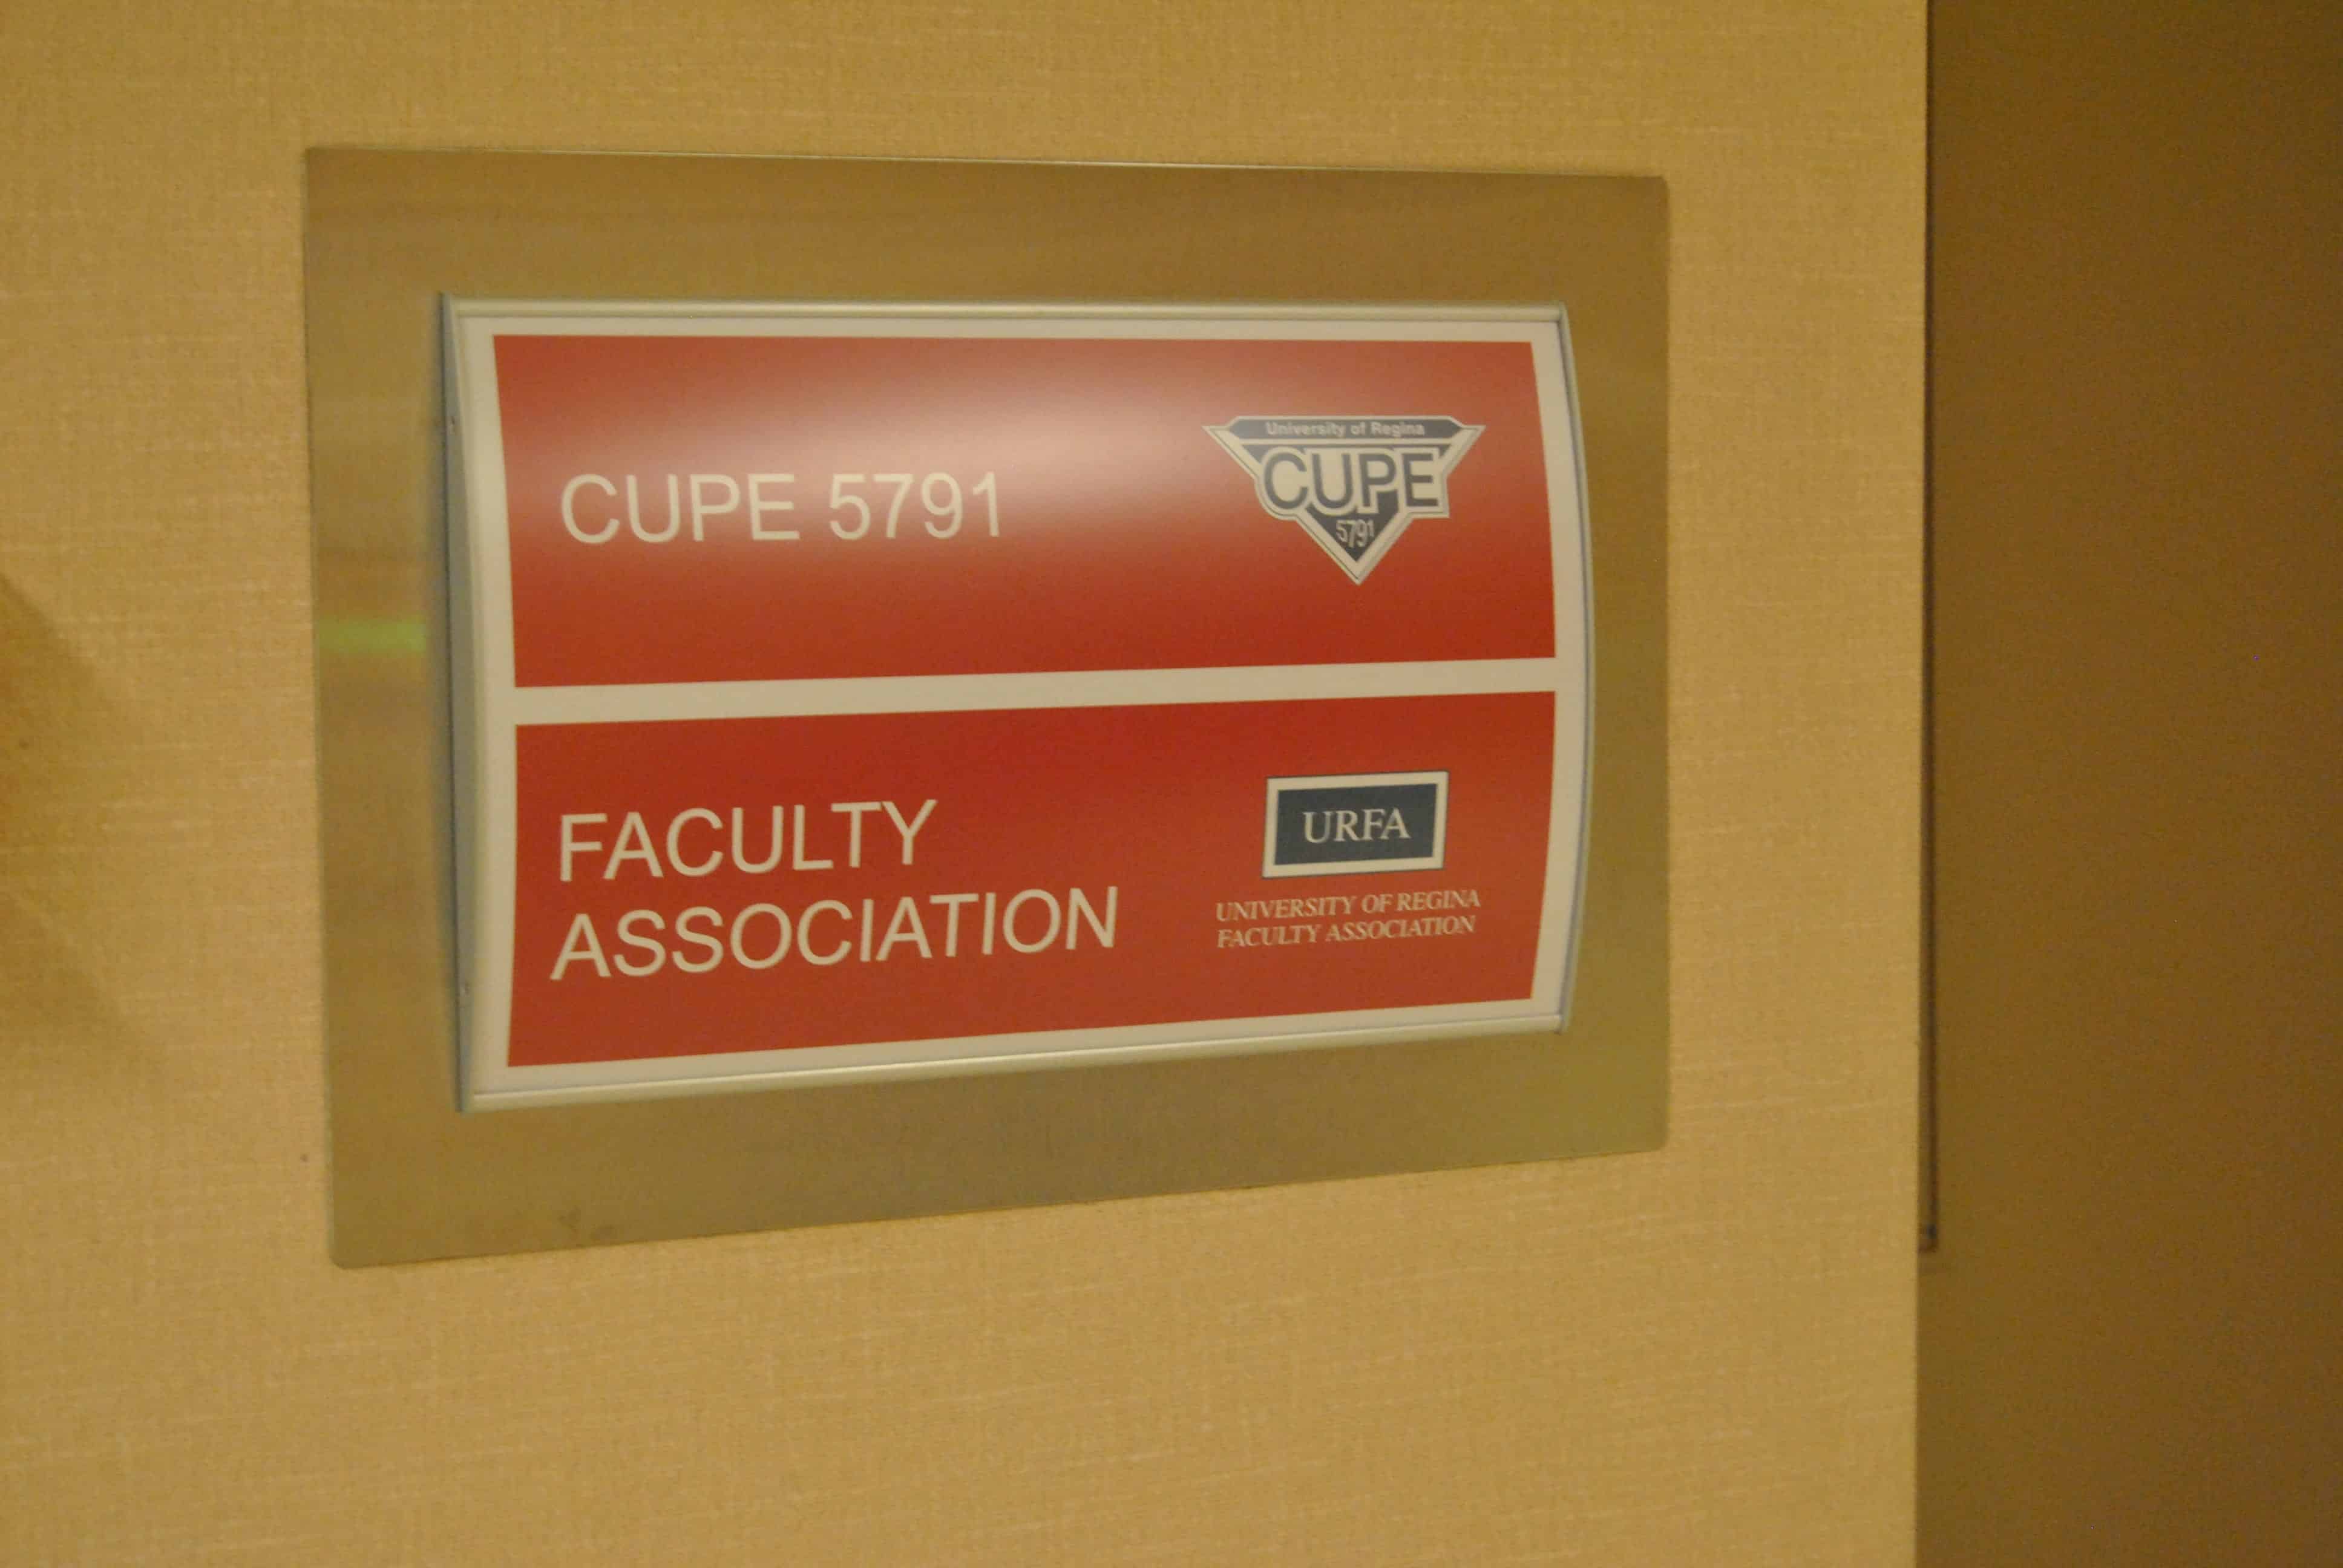 CUPE 5791
University of Regina
CUPE
5791
FACULTY
ASSOCIATION
URFA
UNIVERSITY OF REGINA
FACULTY ASSOCIATION